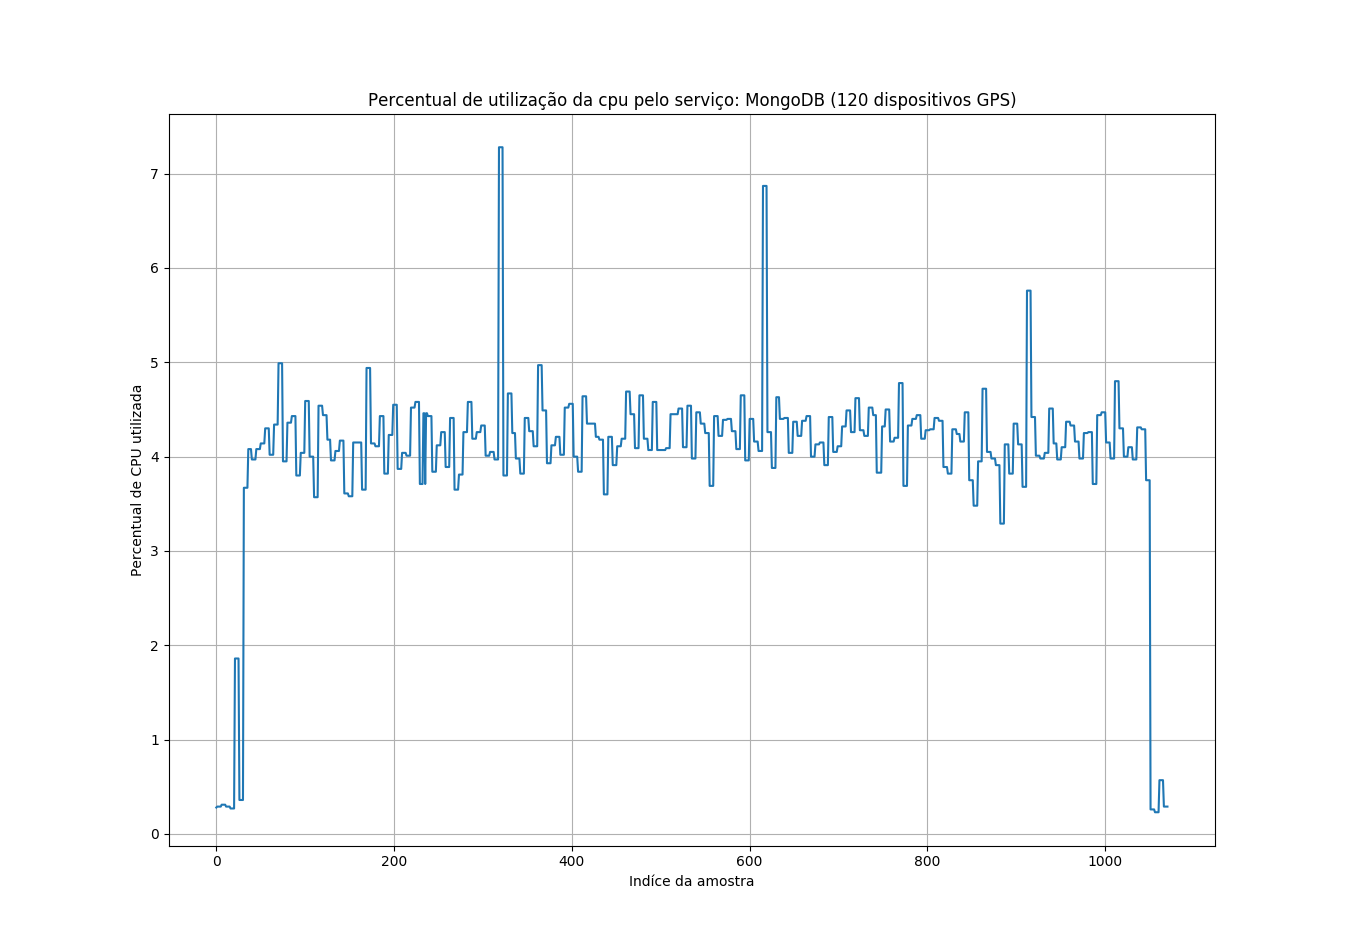 Percentual de utilização da cpu pelo serviço: MongoDB (120 dispositivos GPS)
7
6
5
4
3
2
1
0
Percentual de CPU utilizada
0 200 400 600 800 1000
Indíce da amostra